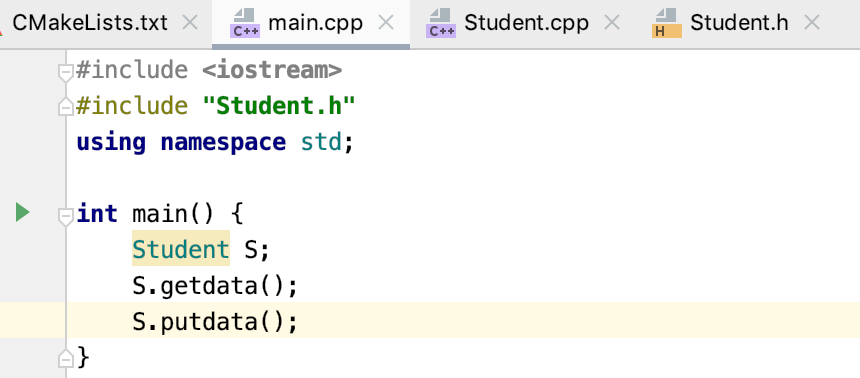 CMakeLists.txt main.cpp Student.cpp Student.h
C++ C++ H
#include <iostream>
#include "Student.h"
using namespace std;
int main() {
Student S;
S.getdata();
S.putdata();
}